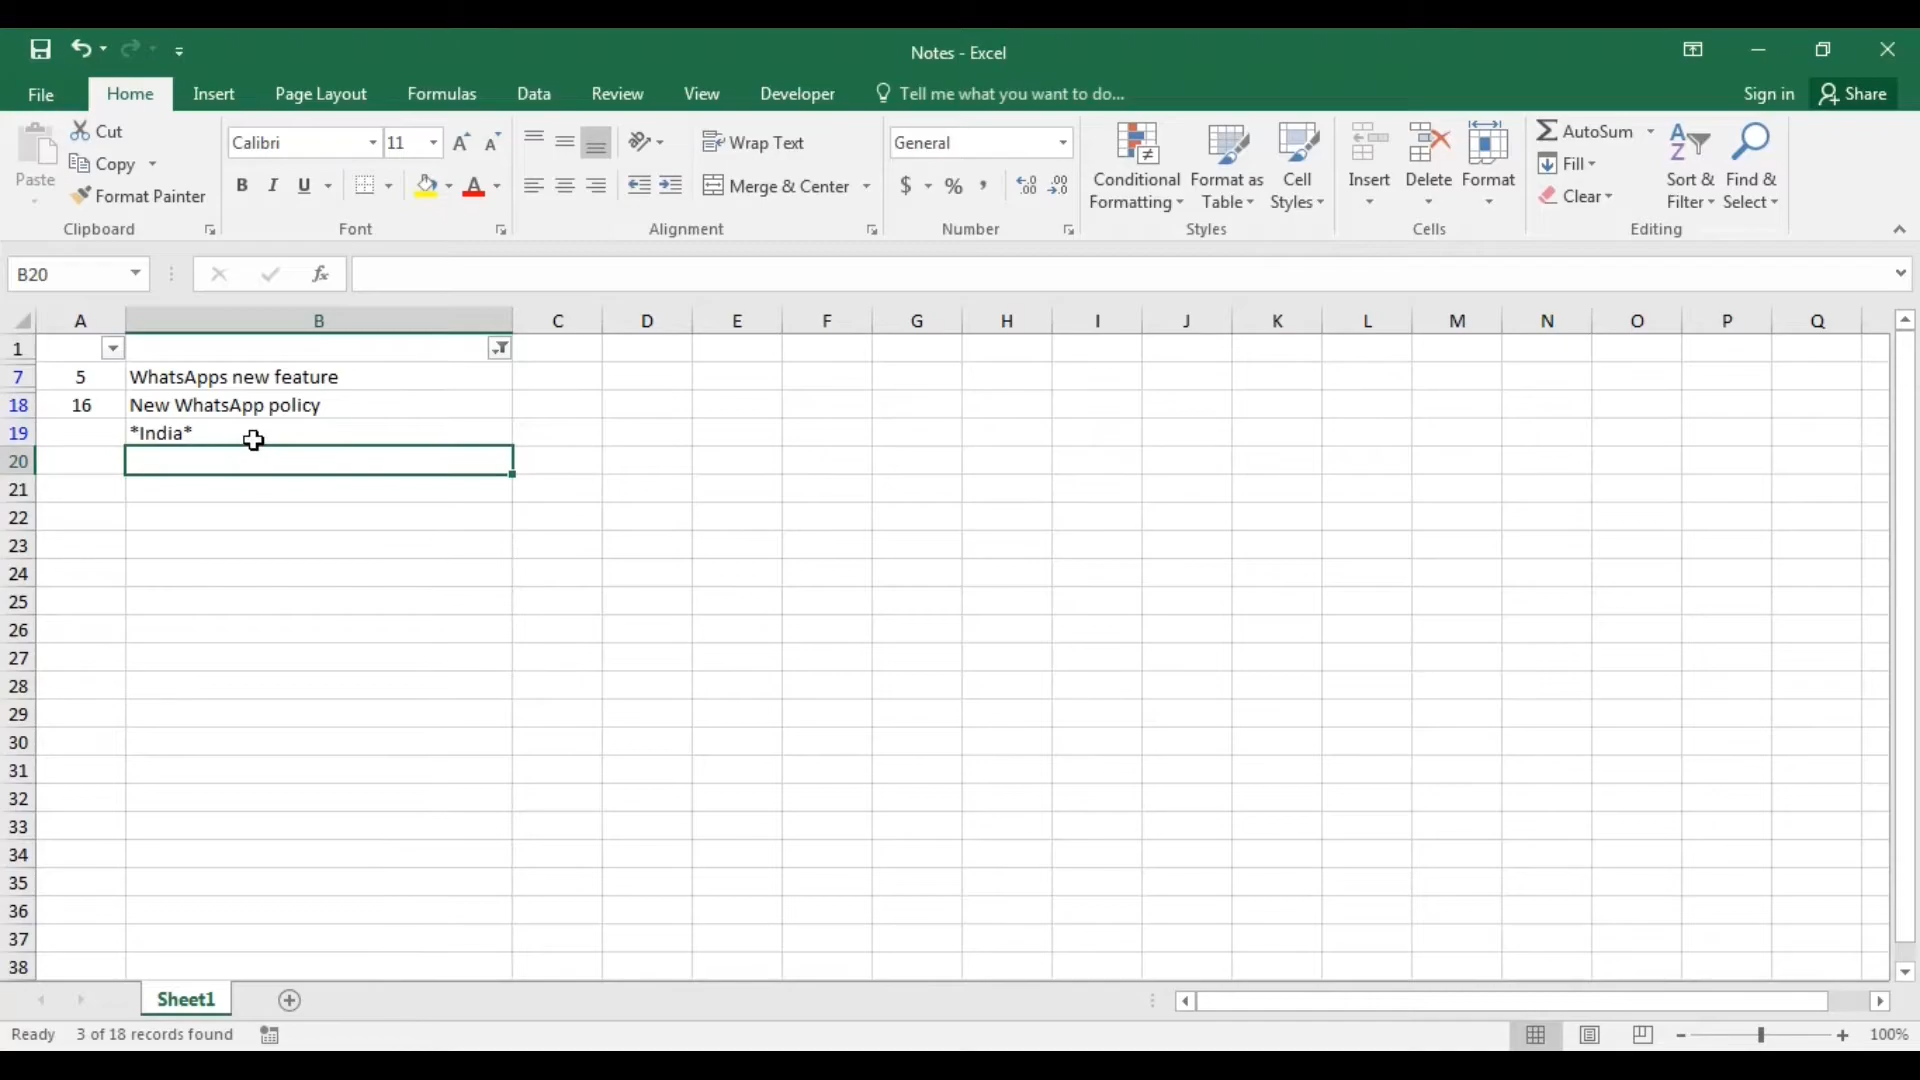 Notes - Excel
File Home Insert Page Layout Formulas Data Review View Developer Tell me what you want to do... Sign in Share
Paste
Cut
Copy
Format Painter
Clipboard
Calibri 11
B I U
Font
Wrap Text
Merge & Center
Alignment
General
$ % ,
Number
Conditional Formatting
Format as Table
Cell Styles
Styles
Insert Delete Format
Cells
AutoSum
Fill
Clear
Sort & Filter
Find & Select
Editing
B20 fx
A B C D E F G H I J K L M N O P Q
1
7 5 WhatsApps new feature
18 16 New WhatsApp policy
19 *India*
20
21
22
23
24
25
26
27
28
29
30
31
32
33
34
35
36
37
38
Sheet1
Ready 3 of 18 records found 100%